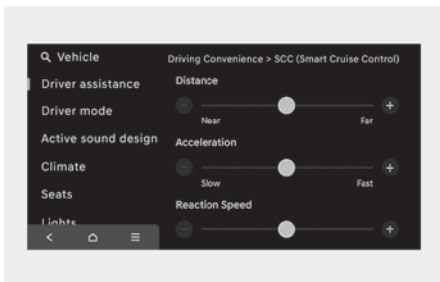 Vehicle
Driver assistance
Driver mode
Active sound design
Climate
Seats
Lights
Driving Convenience > SCC (Smart Cruise Control)
Distance
Near Far
Acceleration
Slow Fast
Reaction Speed